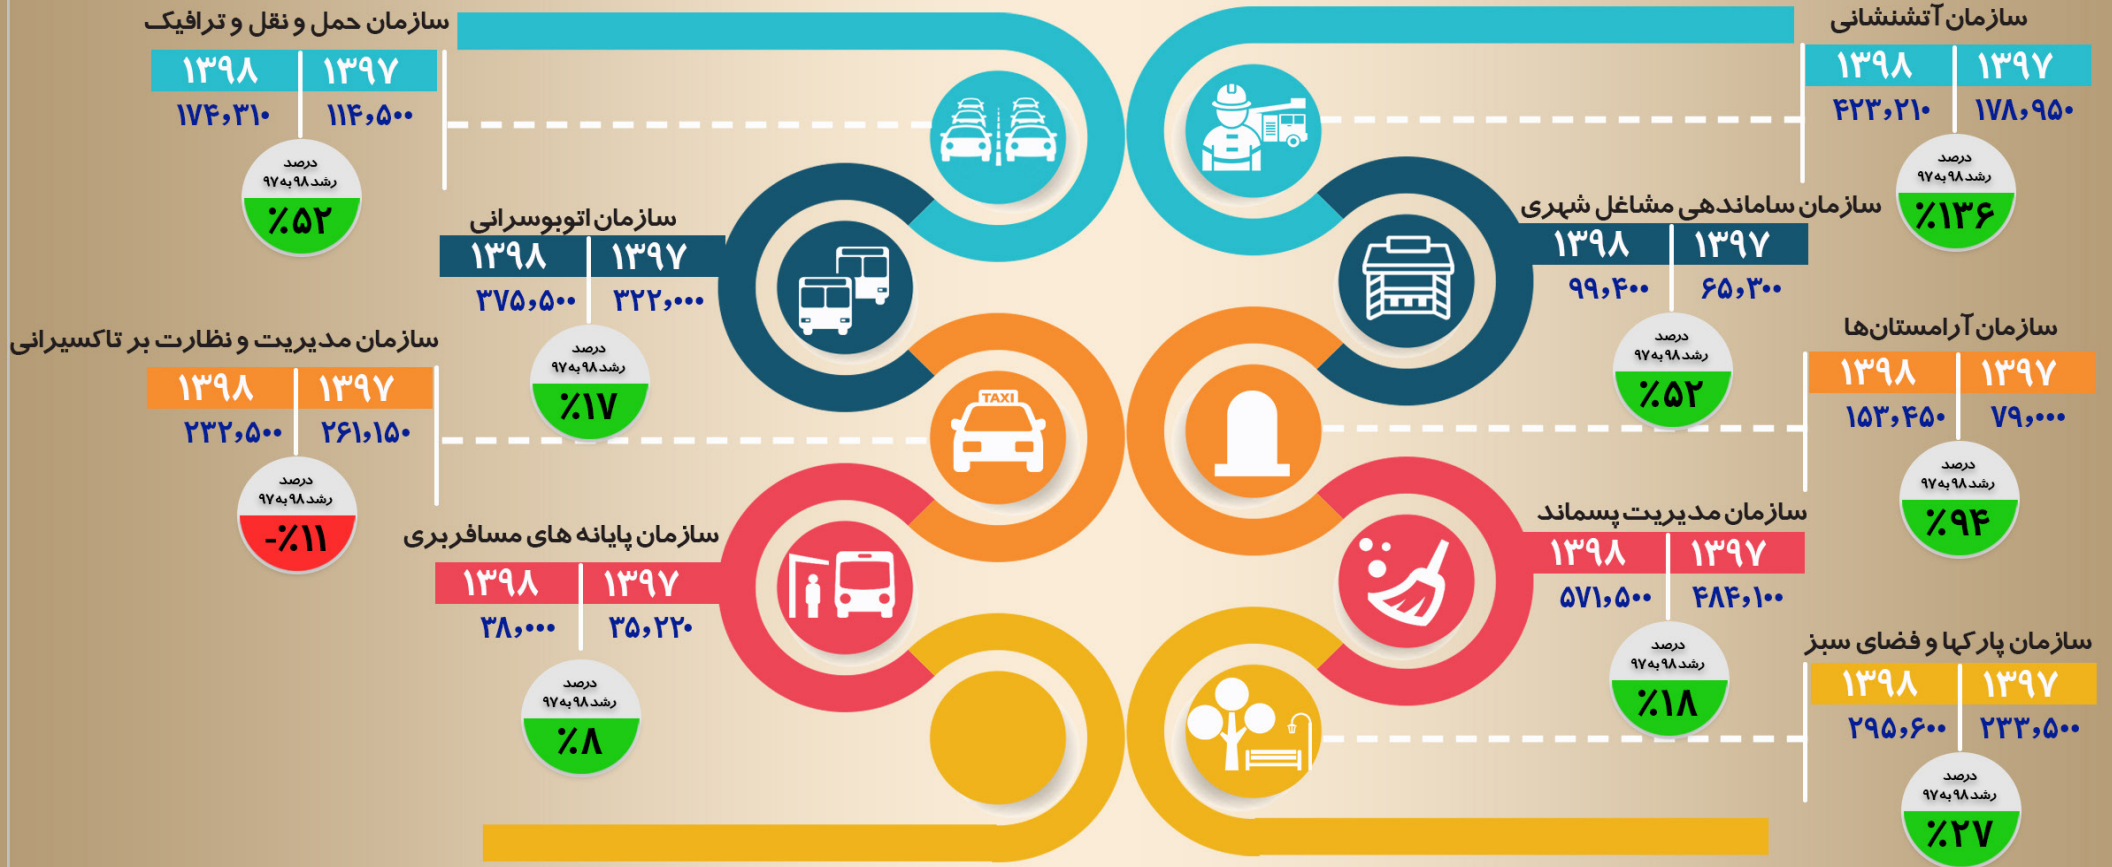 سازمان آتشنشانی
۱۳۹۷ ۱۳۹۸
۱۷۸,۹۵۰ ۴۲۳,۲۱۰
درصد
رشد ۹۸ به ۹۷
٪۱۳۶
سازمان ساماندهی مشاغل شهری
۱۳۹۷ ۱۳۹۸
۶۵,۳۰۰ ۹۹,۴۰۰
درصد
رشد ۹۸ به ۹۷
٪۵۲
سازمان آرامستان‌ها
۱۳۹۷ ۱۳۹۸
۷۹,۰۰۰ ۱۵۳,۴۵۰
درصد
رشد ۹۸ به ۹۷
٪۹۴
سازمان مدیریت پسماند
۱۳۹۷ ۱۳۹۸
۴۸۴,۱۰۰ ۵۷۱,۵۰۰
درصد
رشد ۹۸ به ۹۷
٪۱۸
سازمان پارکها و فضای سبز
۱۳۹۷ ۱۳۹۸
۲۳۳,۵۰۰ ۲۹۵,۶۰۰
درصد
رشد ۹۸ به ۹۷
٪۲۷
سازمان حمل و نقل و ترافیک
۱۳۹۷ ۱۳۹۸
۱۱۴,۵۰۰ ۱۷۴,۳۱۰
درصد
رشد ۹۸ به ۹۷
٪۵۲
سازمان اتوبوسرانی
۱۳۹۷ ۱۳۹۸
۳۲۲,۰۰۰ ۳۷۵,۵۰۰
درصد
رشد ۹۸ به ۹۷
٪۱۷
سازمان مدیریت و نظارت بر تاکسیرانی
۱۳۹۷ ۱۳۹۸
۲۶۱,۱۵۰ ۲۳۲,۵۰۰
درصد
رشد ۹۸ به ۹۷
-٪۱۱
TAXI
سازمان پایانه های مسافربری
۱۳۹۷ ۱۳۹۸
۳۵,۲۲۰ ۳۸,۰۰۰
درصد
رشد ۹۸ به ۹۷
٪۸